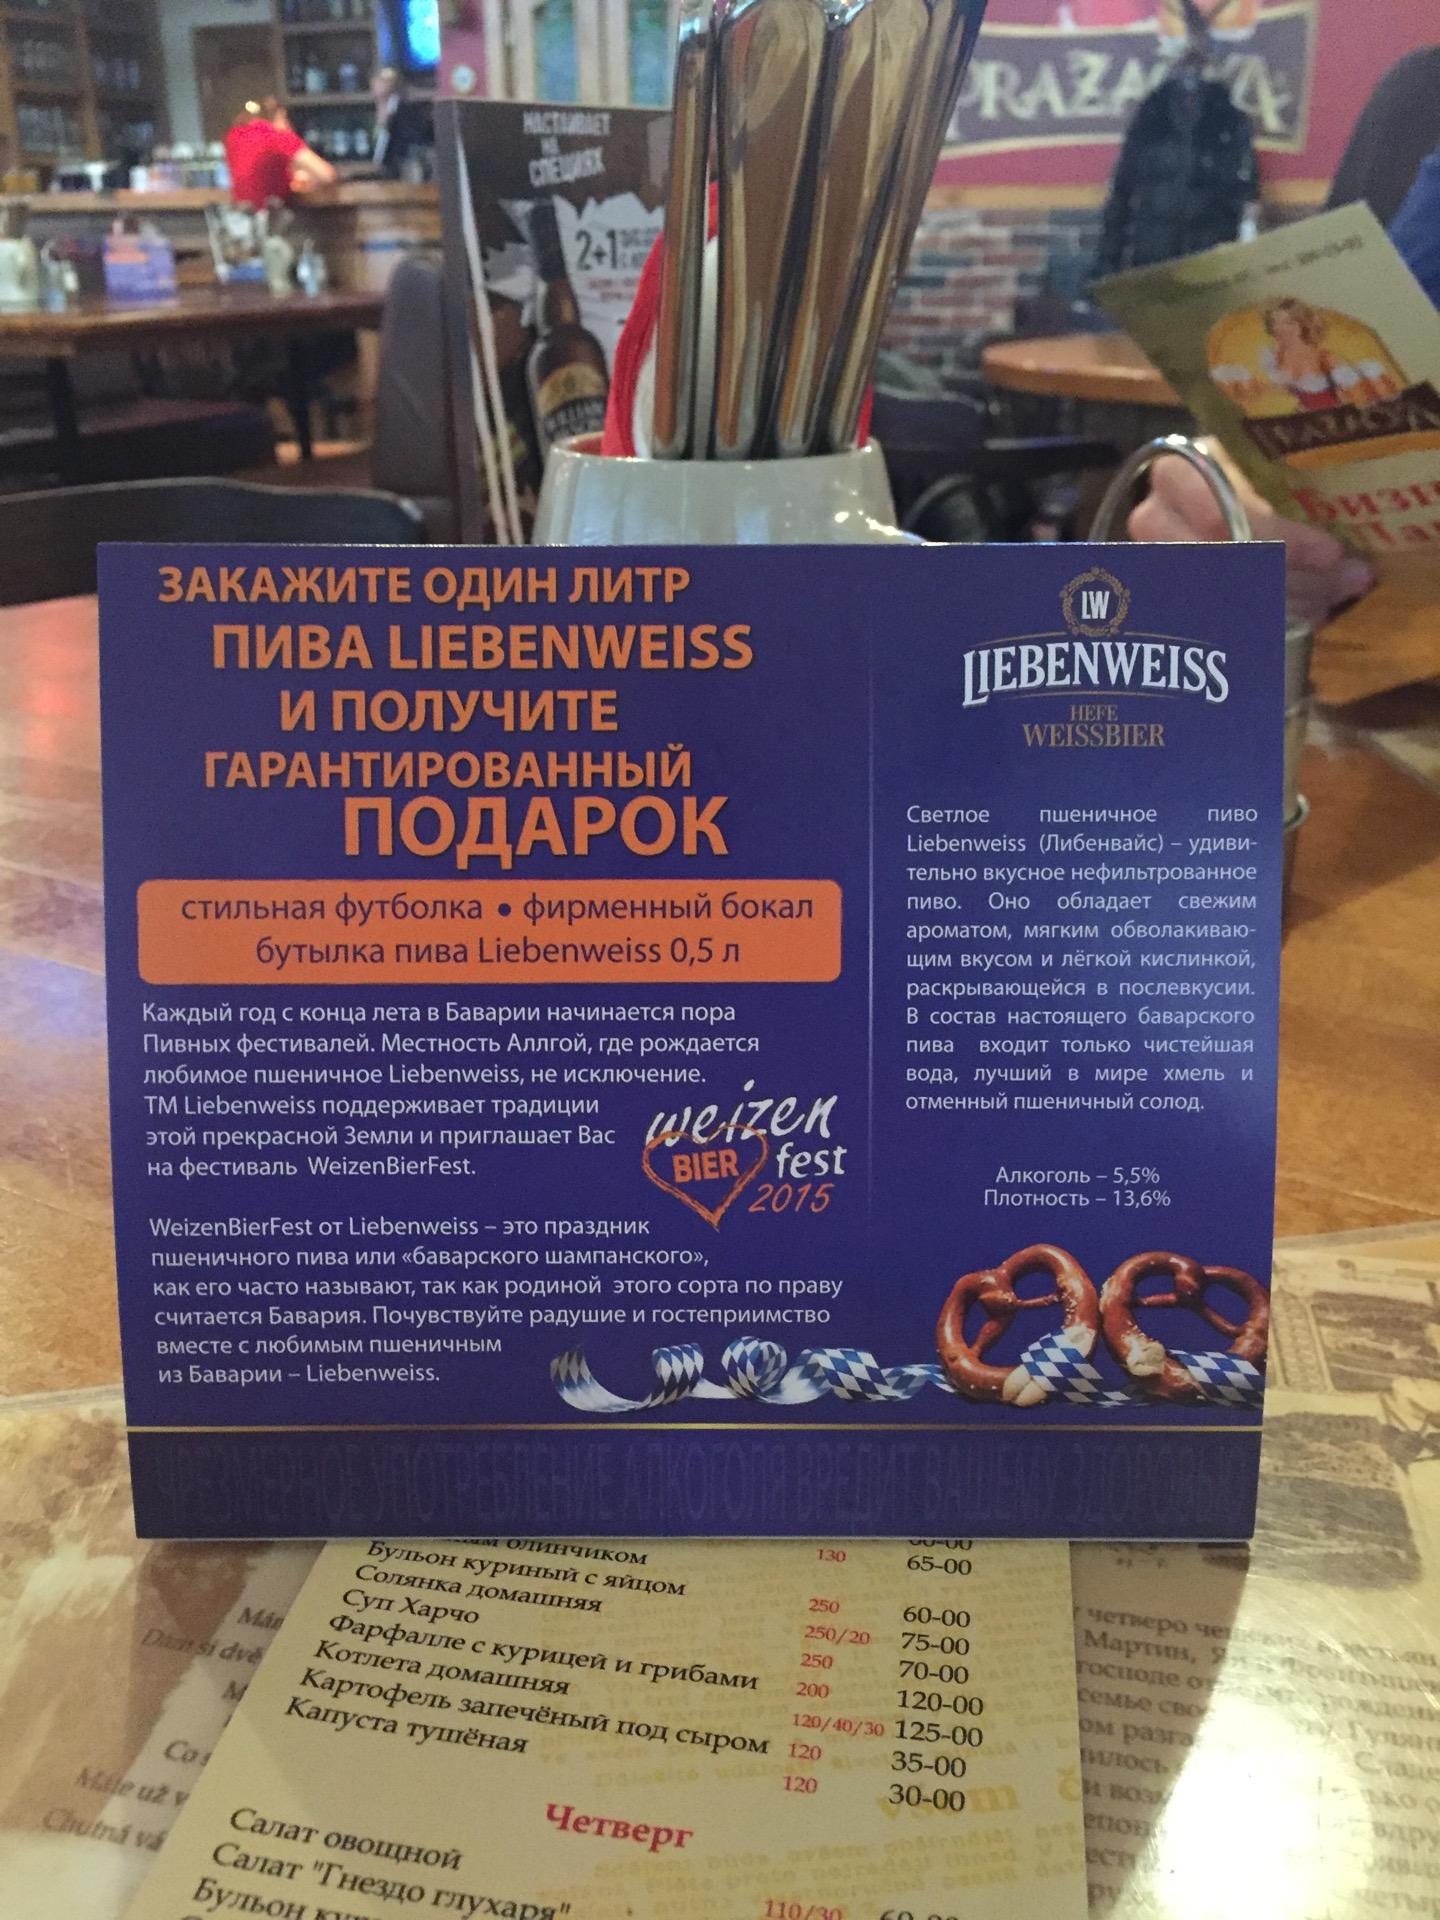 НАСТАИВАЕТ
НА
СПЕЦИЯХ
2+1
PRAŽAČKA
ЗАКАЖИТЕ ОДИН ЛИТР
ПИВА LIEBENWEISS
И ПОЛУЧИТЕ
ГАРАНТИРОВАННЫЙ
ПОДАРОК
стильная футболка • фирменный бокал
бутылка пива Liebenweiss 0,5 л
Каждый год с конца лета в Баварии начинается пора
Пивных фестивалей. Местность Аллгой, где рождается
любимое пшеничное Liebenweiss, не исключение.
ТМ Liebenweiss поддерживает традиции
этой прекрасной Земли и приглашает Вас
на фестиваль WeizenBierFest.
weizen
BIER fest
2015
WeizenBierFest от Liebenweiss – это праздник
пшеничного пива или «баварского шампанского»,
как его часто называют, так как родиной этого сорта по праву
считается Бавария. Почувствуйте радушие и гостеприимство
вместе с любимым пшеничным
из Баварии – Liebenweiss.
LW
LIEBENWEISS
HEFE
WEISSBIER
Светлое пшеничное пиво
Liebenweiss (Либенвайс) – удиви-
тельно вкусное нефильтрованное
пиво. Оно обладает свежим
ароматом, мягким обволакиваю-
щим вкусом и лёгкой кислинкой,
раскрывающейся в послевкусии.
В состав настоящего баварского
пива входит только чистейшая
вода, лучший в мире хмель и
отменный пшеничный солод.
Алкоголь – 5,5%
Плотность – 13,6%
ЧРЕЗМЕРНОЕ УПОТРЕБЛЕНИЕ АЛКОГОЛЯ ВРЕДИТ ВАШЕМУ ЗДОРОВЬЮ
блинчиком 130 65-00
Бульон куриный с яйцом
Солянка домашняя 250 60-00
Суп Харчо 250/20 75-00
Фарфалле с курицей и грибами 250 70-00
Котлета домашняя 200 120-00
Картофель запечёный под сыром 120/40/30 125-00
Капуста тушёная 120 35-00
120 30-00
Четверг
Салат овощной
Салат "Гнездо глухаря"
Бульон
110/30